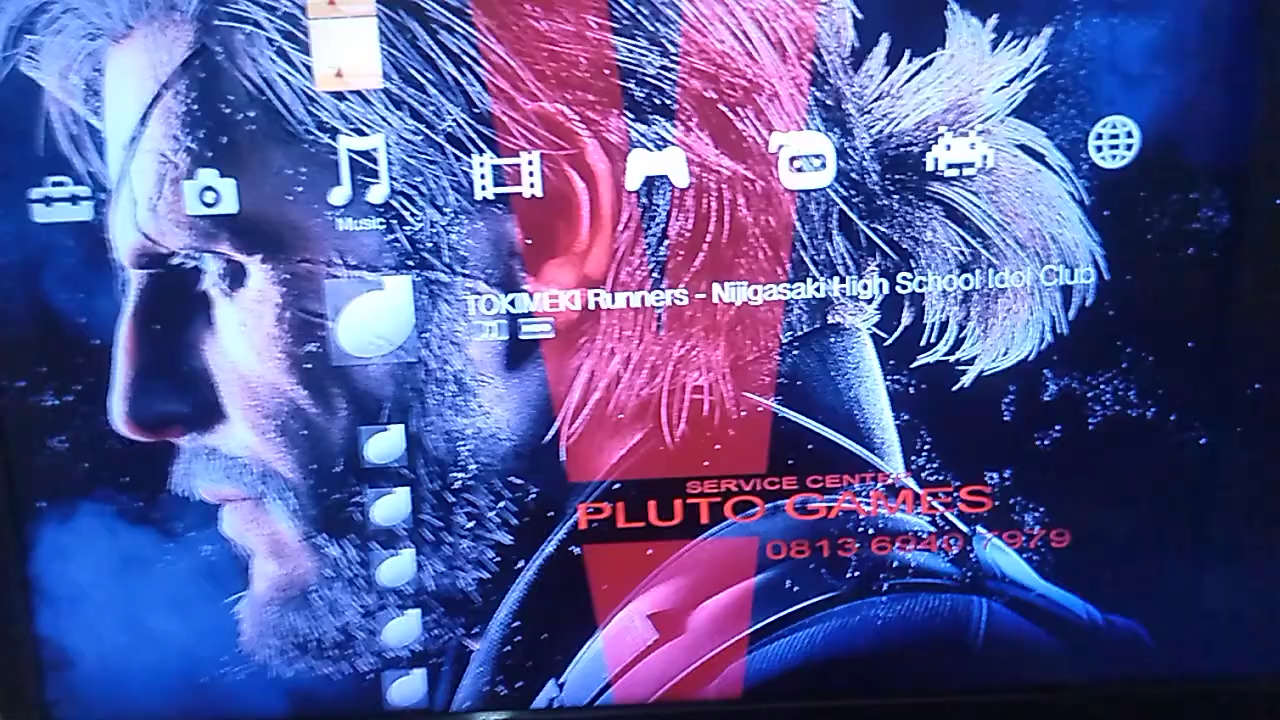 Music
TOKIMEKI Runners - Nijigasaki High School Idol Club
SERVICE CENTER
PLUTO GAMES
0813 6940 7979